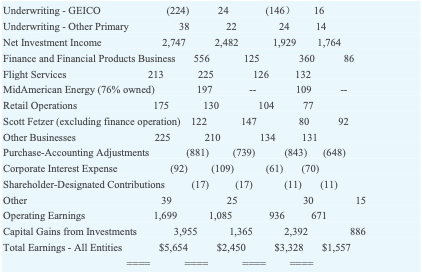 Underwriting - GEICO (224) 24 (146) 16
Underwriting - Other Primary 38 22 24 14
Net Investment Income 2,747 2,482 1,929 1,764
Finance and Financial Products Business 556 125 360 86
Flight Services 213 225 126 132
MidAmerican Energy (76% owned) 197 -- 109 --
Retail Operations 175 130 104 77
Scott Fetzer (excluding finance operation) 122 147 80 92
Other Businesses 225 210 134 131
Purchase-Accounting Adjustments (881) (739) (843) (648)
Corporate Interest Expense (92) (109) (61) (70)
Shareholder-Designated Contributions (17) (17) (11) (11)
Other 39 25 30 15
Operating Earnings 1,699 1,085 936 671
Capital Gains from Investments 3,955 1,365 2,392 886
Total Earnings - All Entities $5,654 $2,450 $3,328 $1,557
==== ==== ==== ====